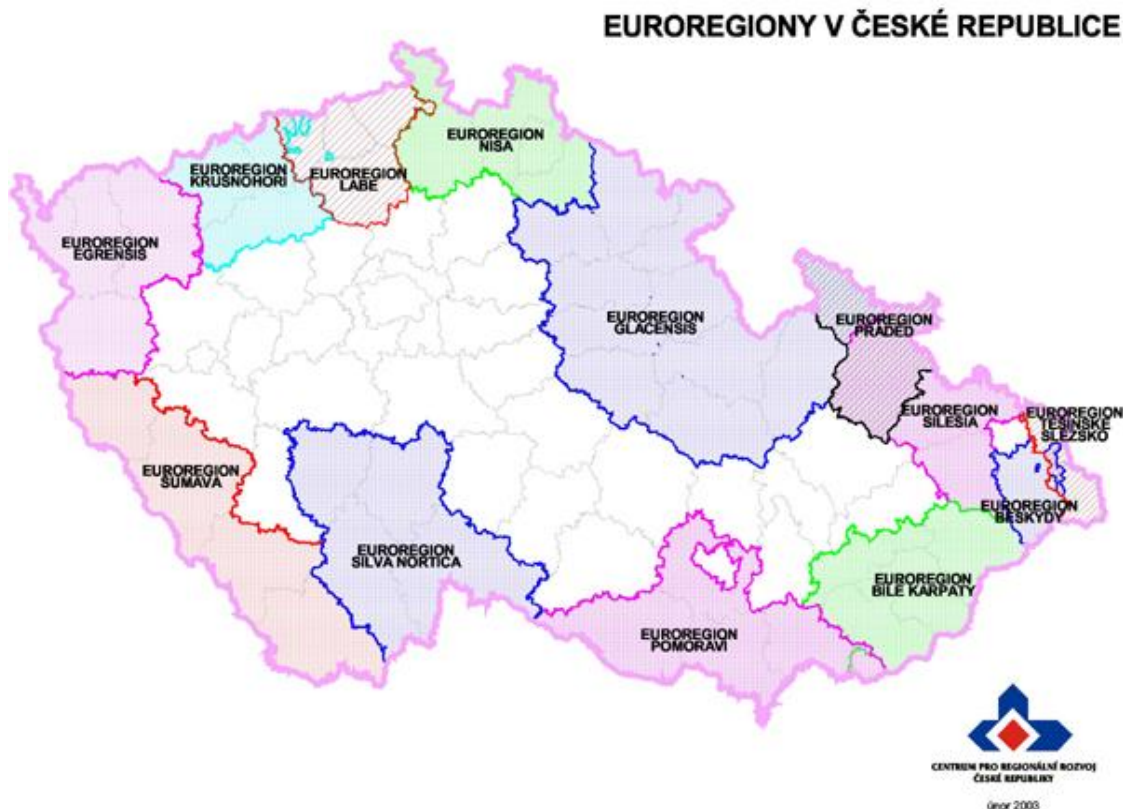 EUROREGIONY V ČESKÉ REPUBLICE
EUROREGION
NISA
EUROREGION
KRUŠNOHOŘÍ
EUROREGION
LABE
EUROREGION
EGRENSIS
EUROREGION
GLACENSIS
EUROREGION
PRADĚD
EUROREGION
SILESIA
EUROREGION
TĚŠÍNSKÉ
SLEZSKO
EUROREGION
ŠUMAVA
EUROREGION
BESKYDY
EUROREGION
SILVA NORTICA
EUROREGION
BÍLÉ KARPATY
EUROREGION
POMORAVÍ
CENTRUM PRO REGIONÁLNÍ ROZVOJ
ČESKÉ REPUBLIKY
únor 2003